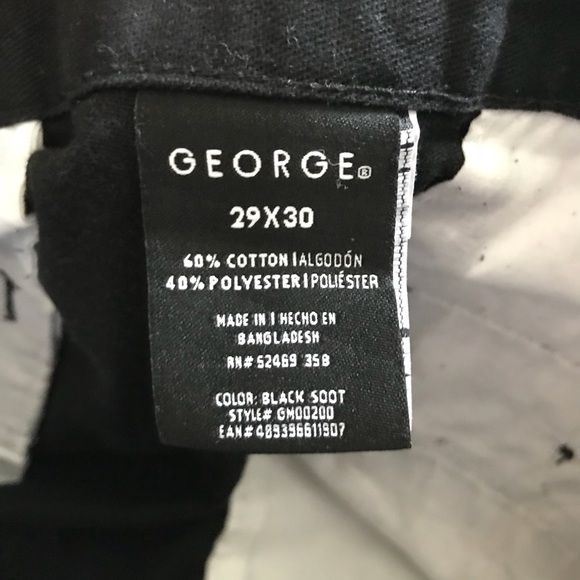 GEORGE®
29X30
60% COTTON | ALGODÓN
40% POLYESTER | POLIÉSTER
MADE IN | HECHO EN
BANGLADESH
RN# 52469 35B
COLOR: BLACK SOOT
STYLE# GM00200
EAN# 489396611907